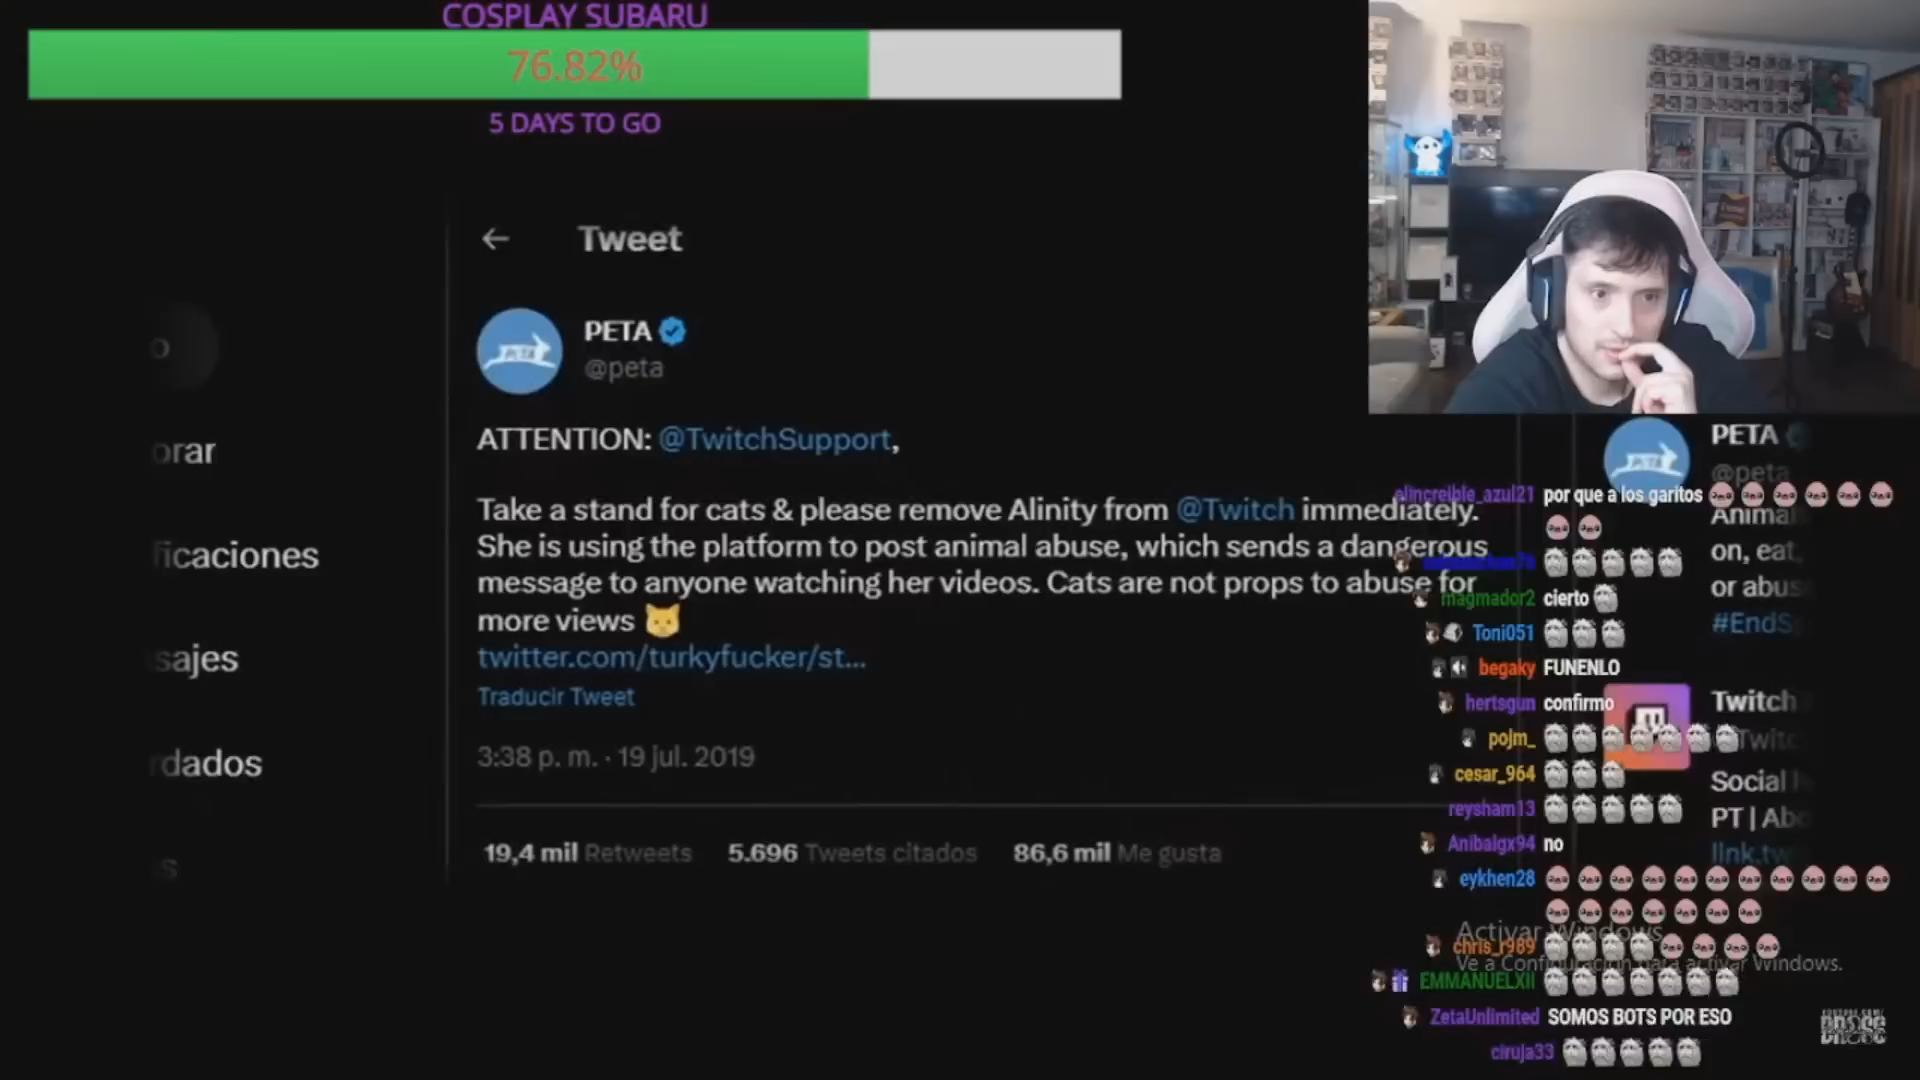 COSPLAY SUBARU
76.82%
5 DAYS TO GO
Tweet
PETA
@peta
ATTENTION: @TwitchSupport,
Take a stand for cats & please remove Alinity from @Twitch immediately.
She is using the platform to post animal abuse, which sends a dangerous
message to anyone watching her videos. Cats are not props to abuse for
more views
twitter.com/turkyfucker/st...
Traducir Tweet
3:38 p. m. · 19 jul. 2019
19,4 mil Retweets 5.696 Tweets citados 86,6 mil Me gusta
o
orar
ficaciones
sajes
rdados
s
PETA
@peta
Animal
on, eat,
or abus
#EndS
Twitch
Twitc
Social
PT | Abo
link.tw
elincreible_azul21 por que a los garitos
magmador2 cierto
Toni051
begaky FUNENLO
hertsgun confirmo
pojm_
cesar_964
reysham13
Anibalgx94 no
eykhen28
chris_r989
EMMANUELXII
ZetaUnlimited SOMOS BOTS POR ESO
ciruja33
Activar Windows
Ve a Configuración para activar Windows.